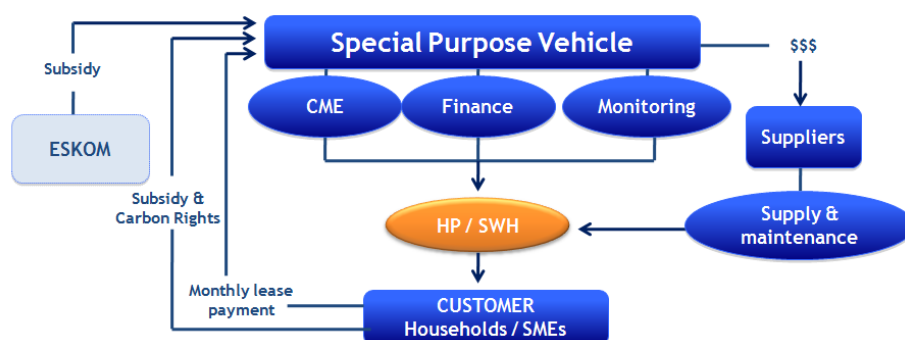 Special Purpose Vehicle
$$$
Subsidy
CME
Finance
Monitoring
ESKOM
Suppliers
Subsidy &
Carbon Rights
HP / SWH
Supply &
maintenance
Monthly lease
payment
CUSTOMER
Households / SMEs